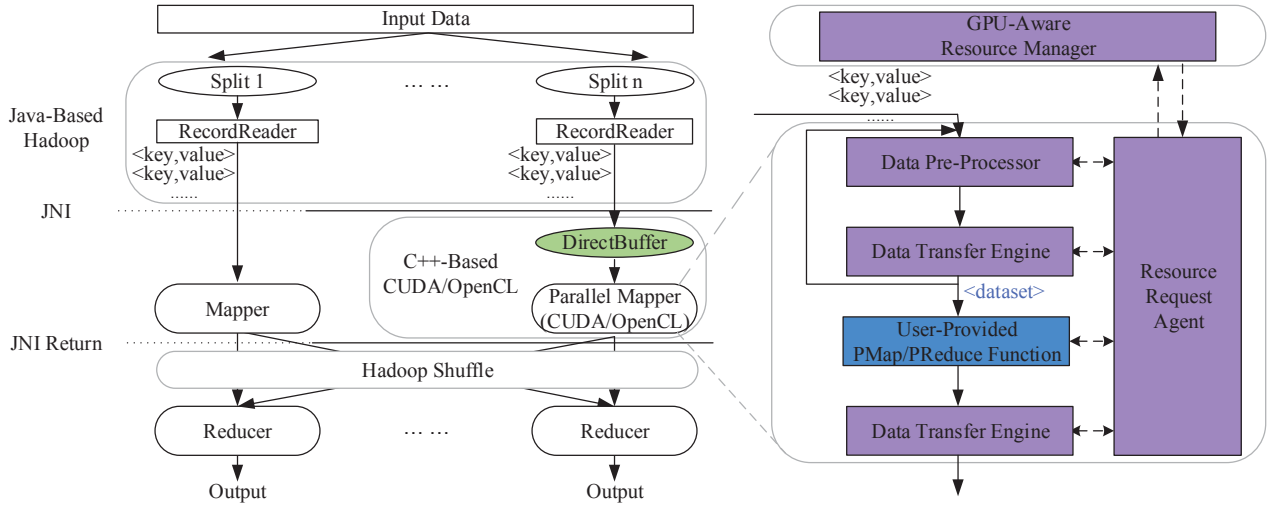 Input Data
Split 1
... ...
Split n
Java-Based
Hadoop
RecordReader
RecordReader
<key,value>
<key,value>
......
<key,value>
<key,value>
......
JNI
DirectBuffer
C++-Based
CUDA/OpenCL
Mapper
Parallel Mapper
(CUDA/OpenCL)
JNI Return
Hadoop Shuffle
Reducer
... ...
Reducer
Output
Output
GPU-Aware
Resource Manager
<key,value>
<key,value>
......
Data Pre-Processor
Data Transfer Engine
<dataset>
User-Provided
PMap/PReduce Function
Data Transfer Engine
Resource
Request
Agent